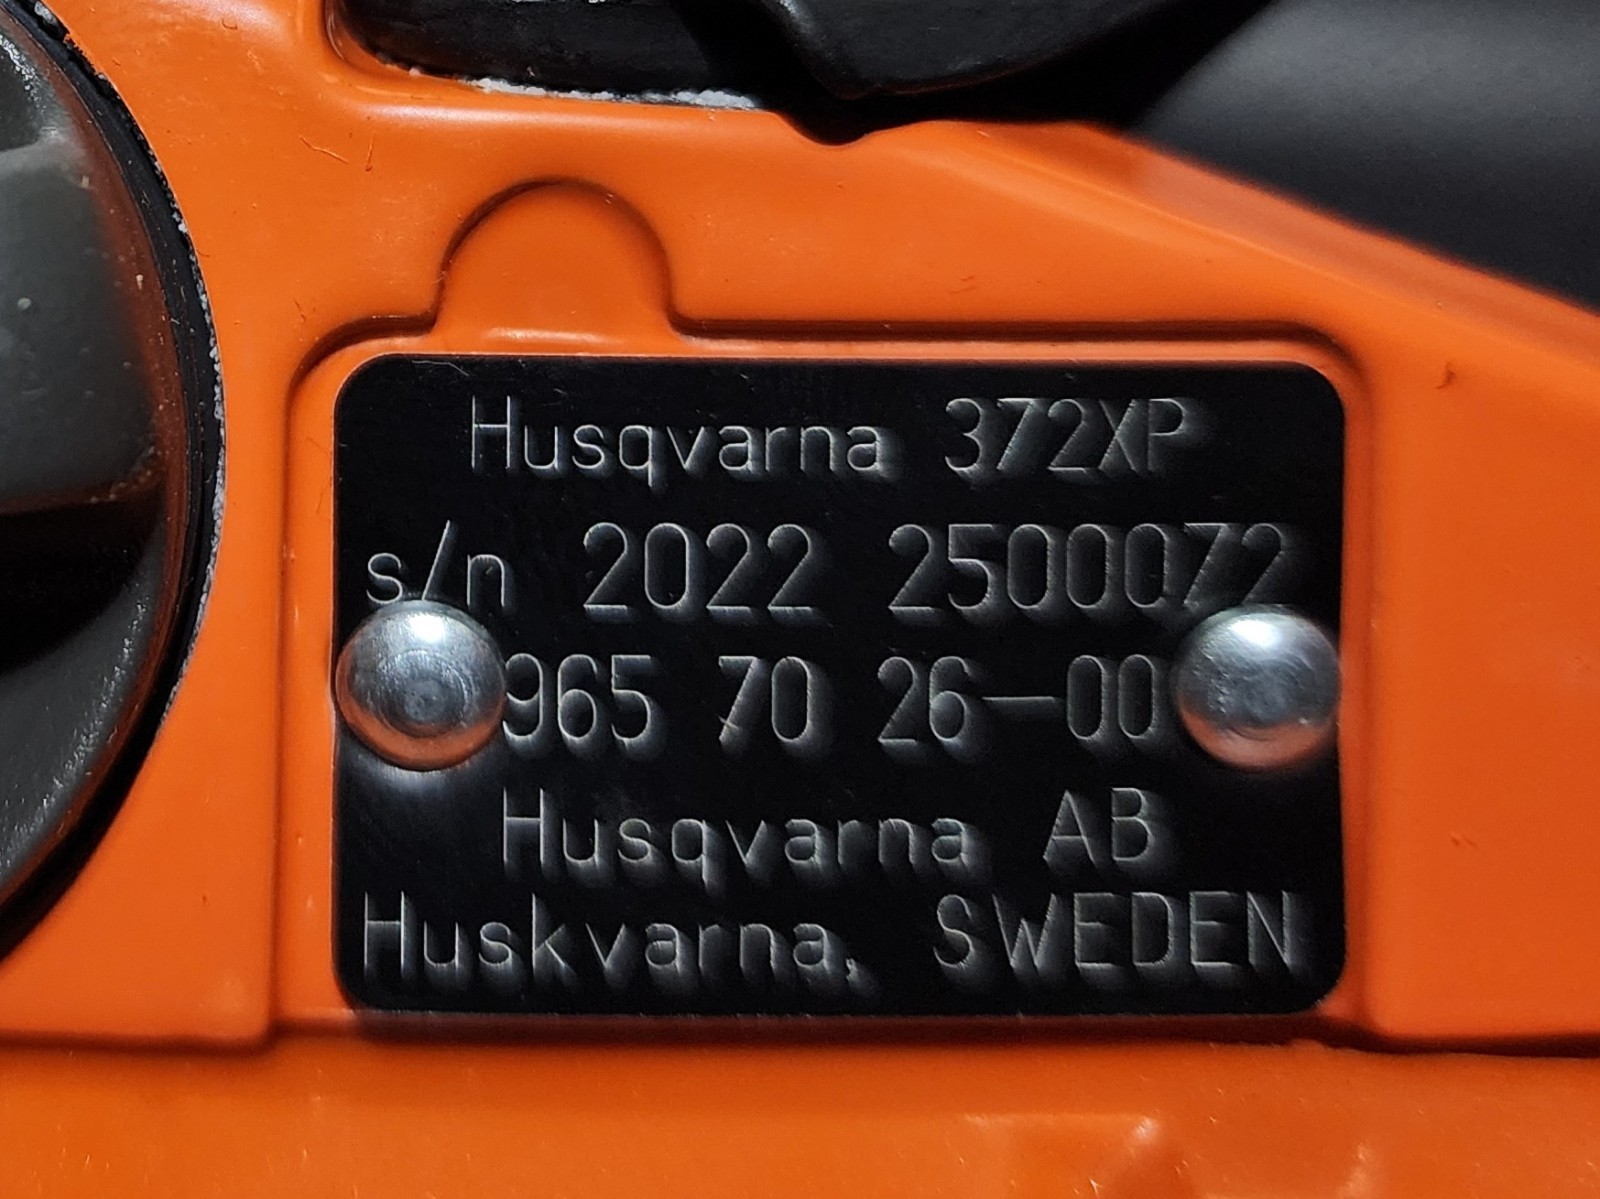 Husqvarna 372XP
s/n 2022 2500072
965 70 26-00
Husqvarna AB
Huskvarna, SWEDEN